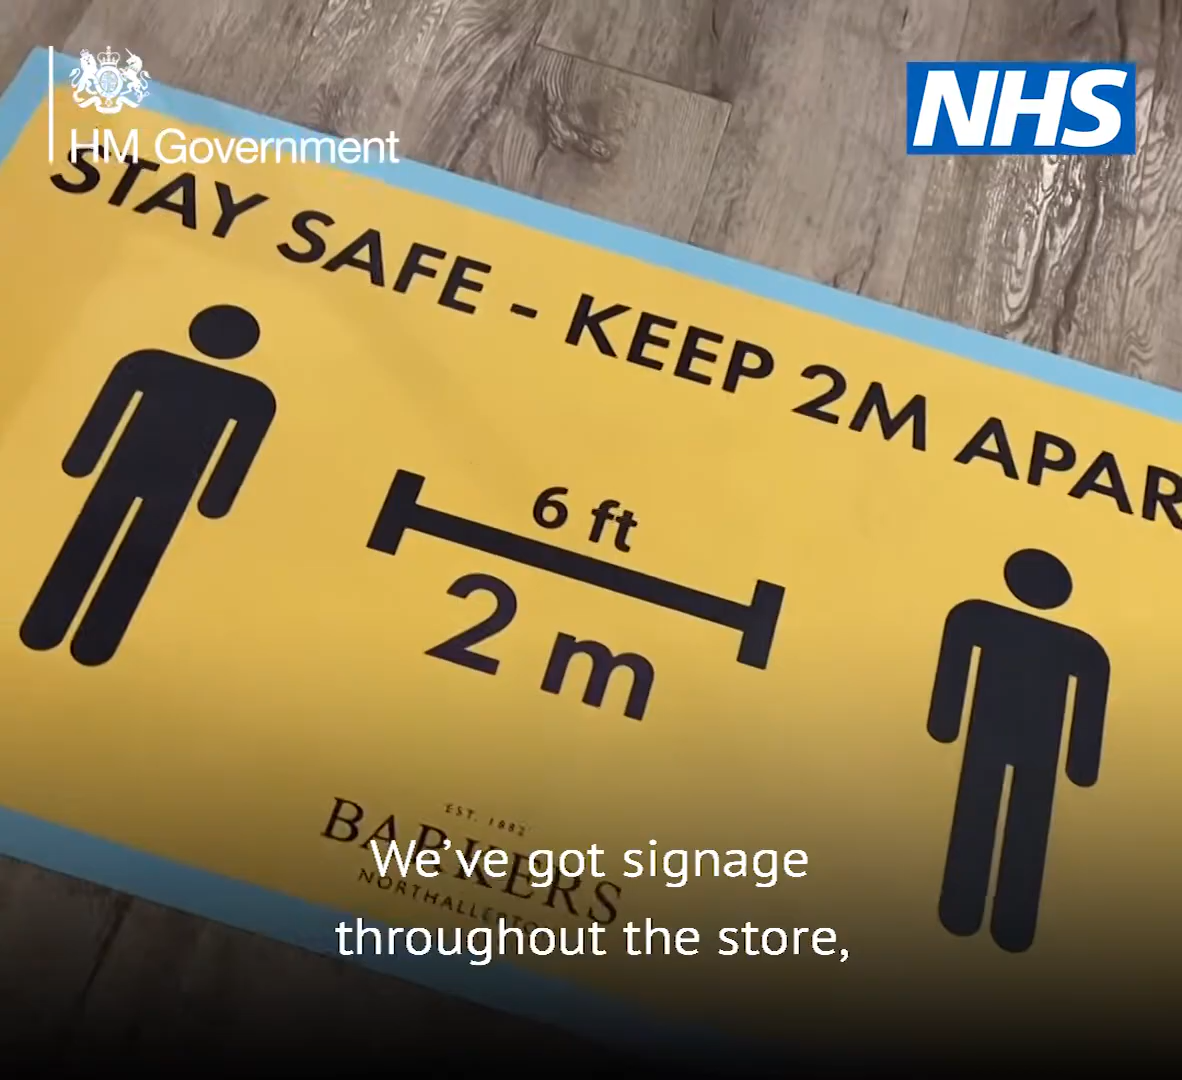 HM Government
NHS
STAY SAFE - KEEP 2M APAR
6 ft
2 m
EST. 1882
BARKERS
NORTHALLERTO
We've got signage
throughout the store,